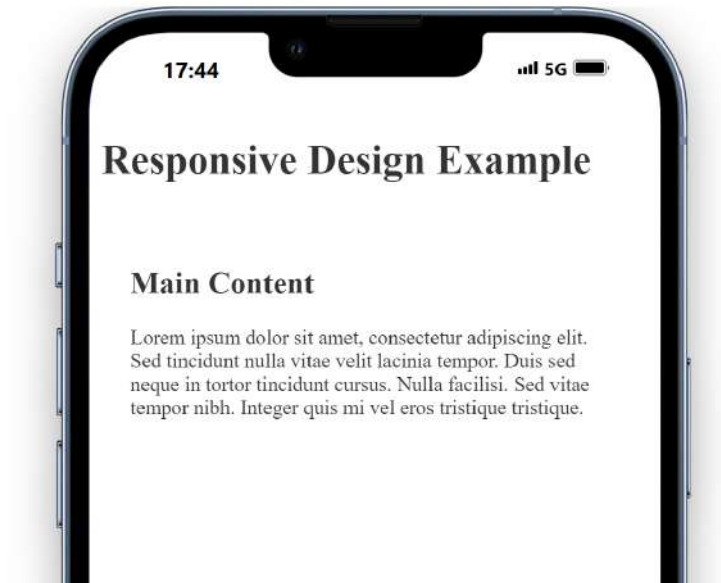 17:44
5G
Responsive Design Example
Main Content
Lorem ipsum dolor sit amet, consectetur adipiscing elit.
Sed tincidunt nulla vitae velit lacinia tempor. Duis sed
neque in tortor tincidunt cursus. Nulla facilisi. Sed vitae
tempor nibh. Integer quis mi vel eros tristique tristique.